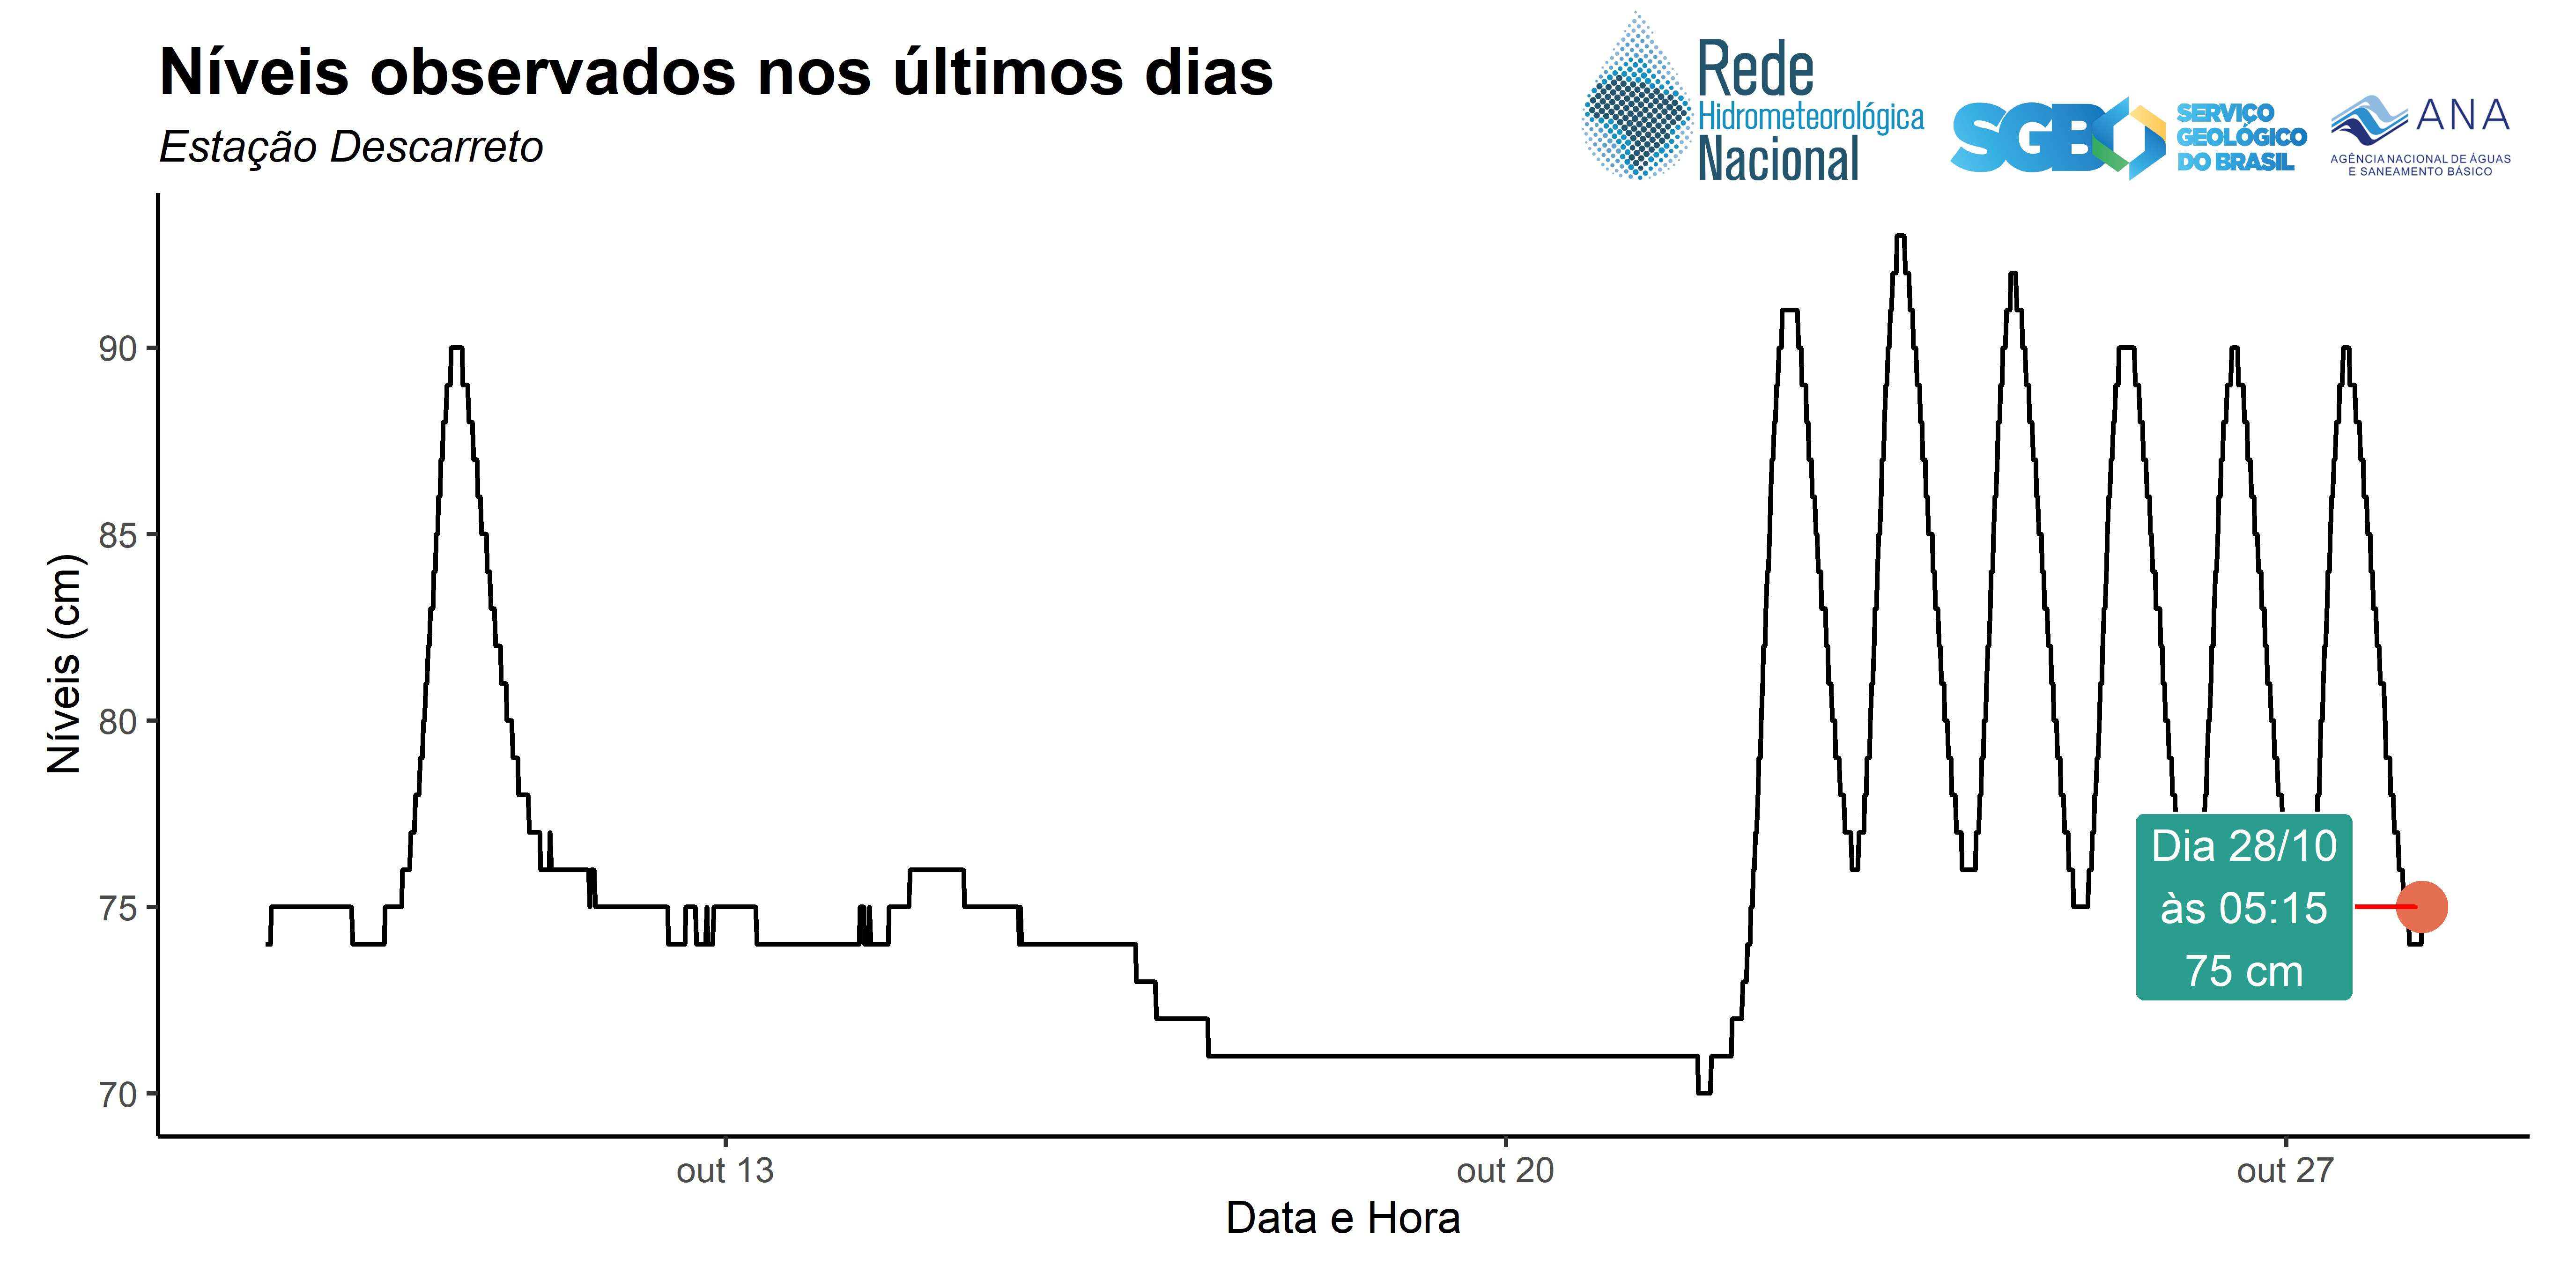 Níveis observados nos últimos dias
Estação Descarreto
Rede
Hidrometeorológica
Nacional
SGB
SERVIÇO
GEOLÓGICO
DO BRASIL
ANA
AGÊNCIA NACIONAL DE ÁGUAS
E SANEAMENTO BÁSICO
Níveis (cm)
90
85
80
75
70
Dia 28/10
às 05:15
75 cm
out 13
out 20
out 27
Data e Hora